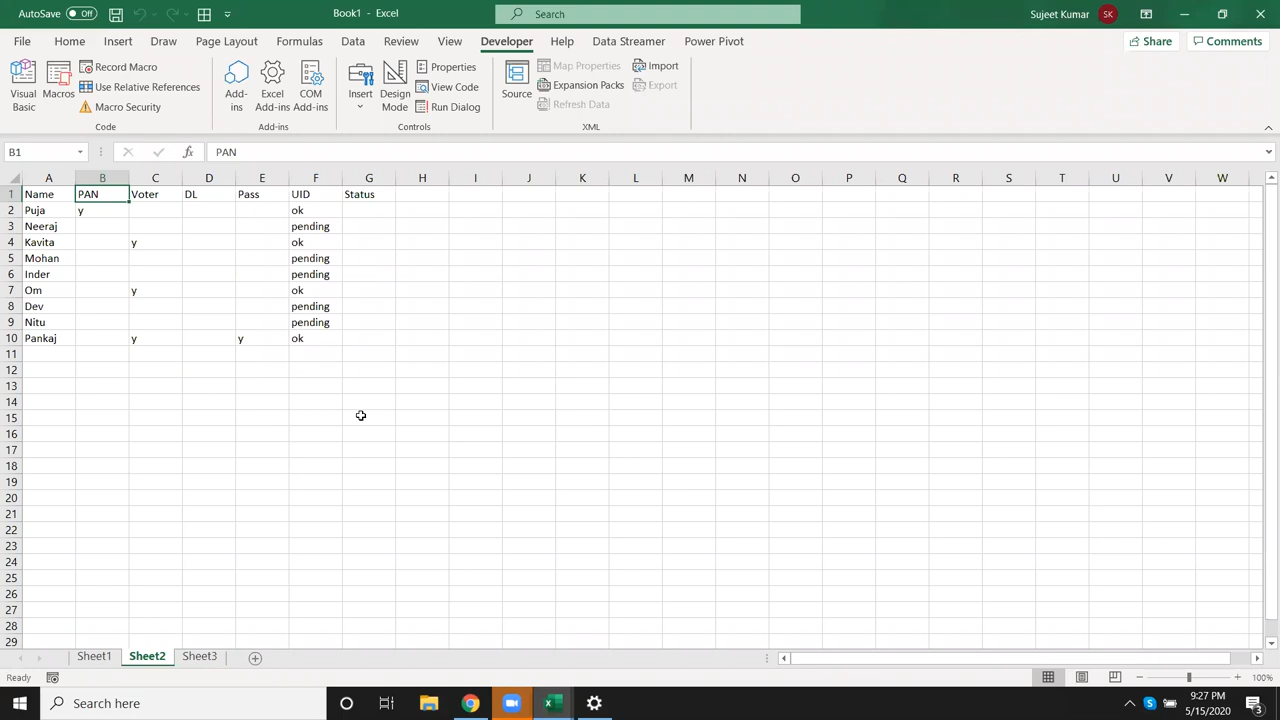 AutoSave Off Book1 - Excel Search Sujeet Kumar SK
File Home Insert Draw Page Layout Formulas Data Review View Developer Help Data Streamer Power Pivot Share Comments
Visual Basic
Macros
Record Macro
Use Relative References
Macro Security
Code
Add-ins
Excel Add-ins
COM Add-ins
Add-ins
Insert
Design Mode
Properties
View Code
Run Dialog
Controls
Source
Map Properties
Expansion Packs
Refresh Data
Import
Export
XML
B1 fx PAN
A B C D E F G H I J K L M N O P Q R S T U V W
1 Name PAN Voter DL Pass UID Status
2 Puja y ok
3 Neeraj pending
4 Kavita y ok
5 Mohan pending
6 Inder pending
7 Om y ok
8 Dev pending
9 Nitu pending
10 Pankaj y y ok
11
12
13
14
15
16
17
18
19
20
21
22
23
24
25
26
27
28
29
Sheet1 Sheet2 Sheet3
Ready 100%
Search here 9:27 PM
5/15/2020 3